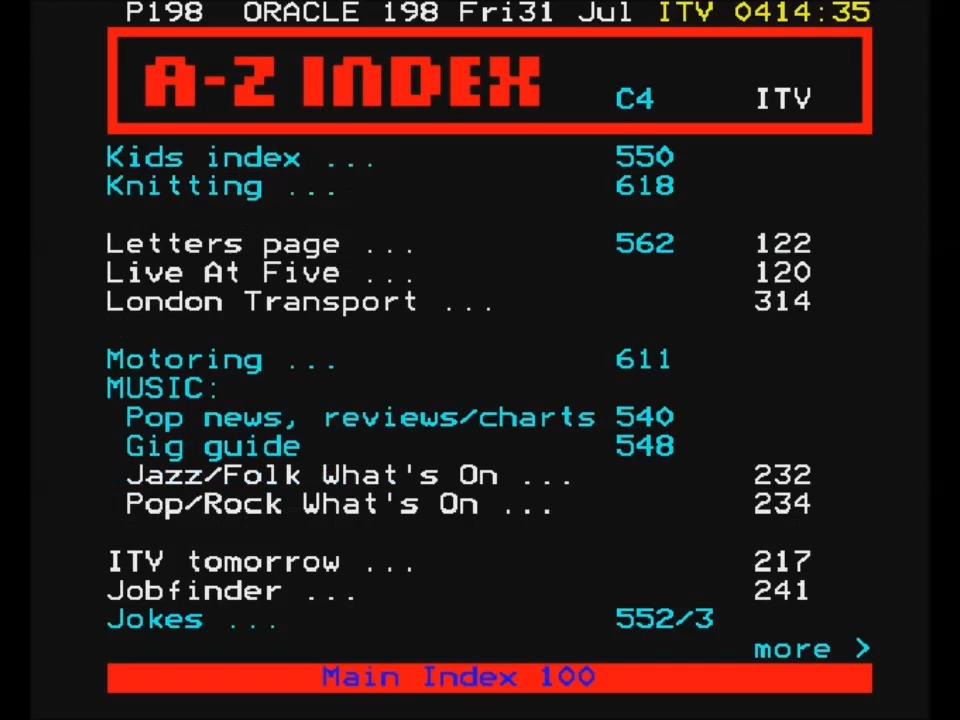 P198 ORACLE 198 Fri31 Jul ITV 0414:35
A-Z INDEX C4 ITV
Kids index ... 550
Knitting ... 618
Letters page ... 562 122
Live At Five ... 120
London Transport ... 314
Motoring ... 611
MUSIC:
Pop news, reviews/charts 540
Gig guide 548
Jazz/Folk What's On ... 232
Pop/Rock What's On ... 234
ITV tomorrow ... 217
Jobfinder ... 241
Jokes ... 552/3
more >
Main Index 100